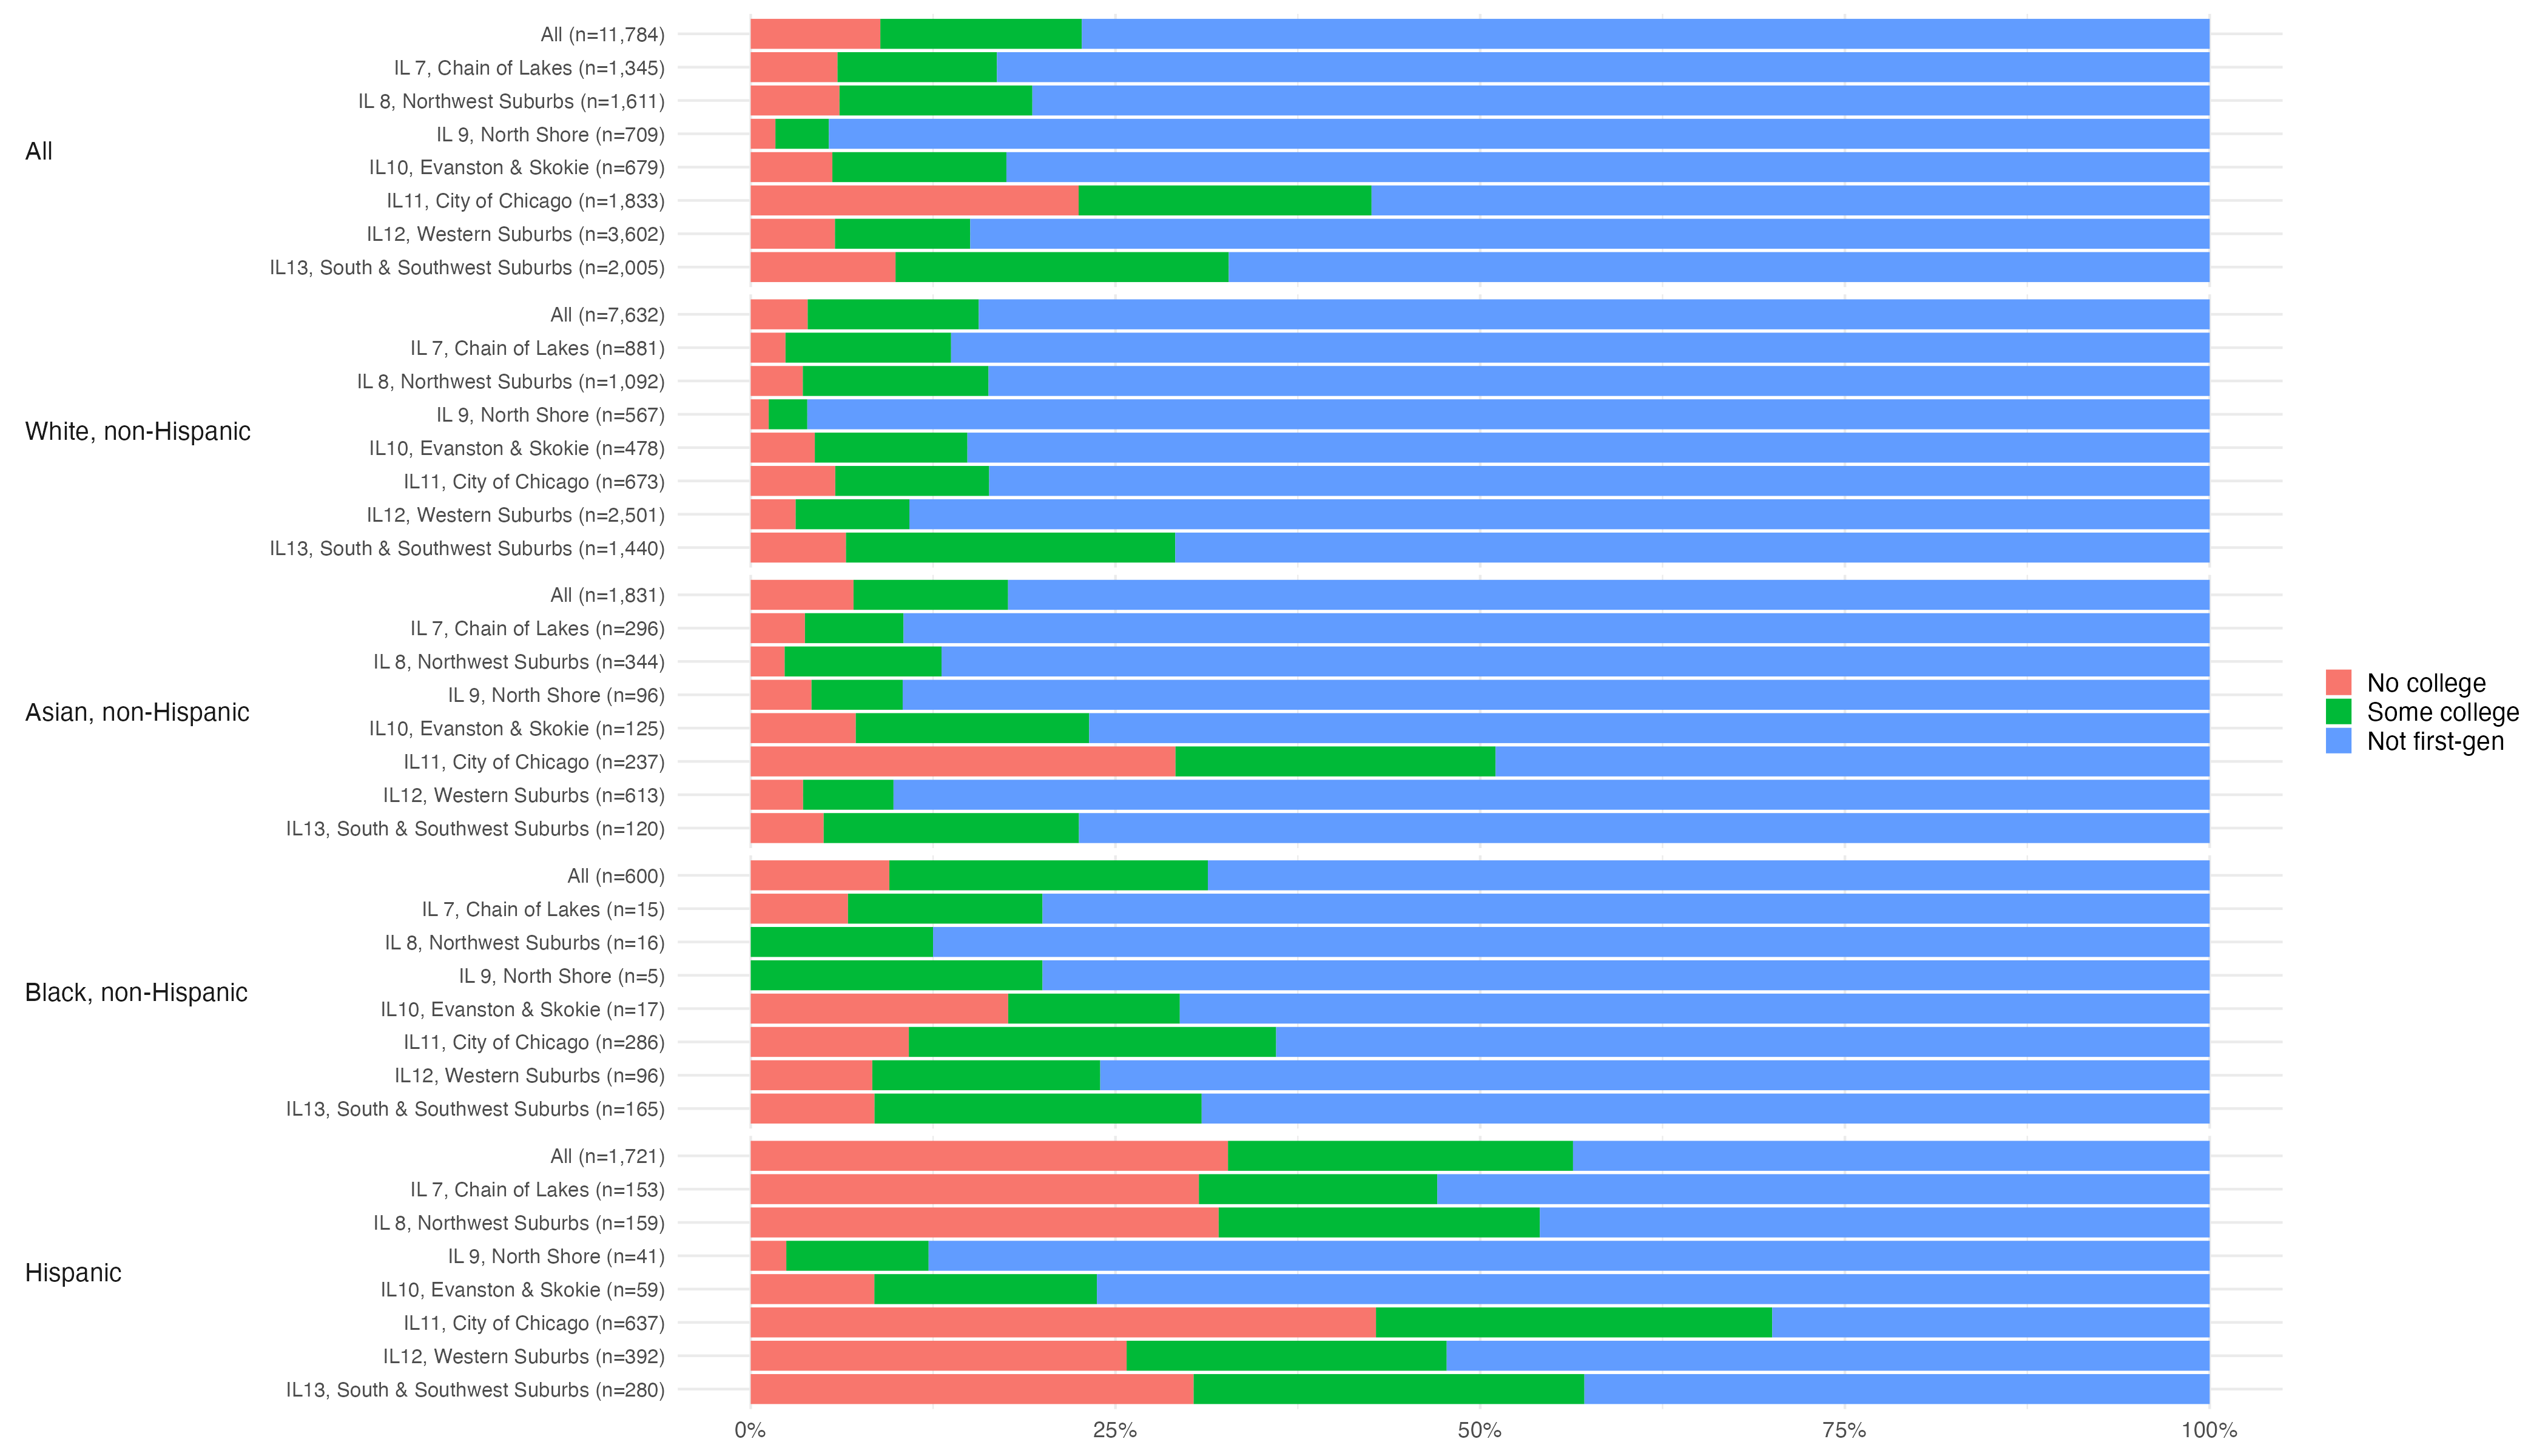 All
All (n=11,784)
IL 7, Chain of Lakes (n=1,345)
IL 8, Northwest Suburbs (n=1,611)
IL 9, North Shore (n=709)
IL10, Evanston & Skokie (n=679)
IL11, City of Chicago (n=1,833)
IL12, Western Suburbs (n=3,602)
IL13, South & Southwest Suburbs (n=2,005)
White, non-Hispanic
All (n=7,632)
IL 7, Chain of Lakes (n=881)
IL 8, Northwest Suburbs (n=1,092)
IL 9, North Shore (n=567)
IL10, Evanston & Skokie (n=478)
IL11, City of Chicago (n=673)
IL12, Western Suburbs (n=2,501)
IL13, South & Southwest Suburbs (n=1,440)
Asian, non-Hispanic
All (n=1,831)
IL 7, Chain of Lakes (n=296)
IL 8, Northwest Suburbs (n=344)
IL 9, North Shore (n=96)
IL10, Evanston & Skokie (n=125)
IL11, City of Chicago (n=237)
IL12, Western Suburbs (n=613)
IL13, South & Southwest Suburbs (n=120)
Black, non-Hispanic
All (n=600)
IL 7, Chain of Lakes (n=15)
IL 8, Northwest Suburbs (n=16)
IL 9, North Shore (n=5)
IL10, Evanston & Skokie (n=17)
IL11, City of Chicago (n=286)
IL12, Western Suburbs (n=96)
IL13, South & Southwest Suburbs (n=165)
Hispanic
All (n=1,721)
IL 7, Chain of Lakes (n=153)
IL 8, Northwest Suburbs (n=159)
IL 9, North Shore (n=41)
IL10, Evanston & Skokie (n=59)
IL11, City of Chicago (n=637)
IL12, Western Suburbs (n=392)
IL13, South & Southwest Suburbs (n=280)
0% 25% 50% 75% 100%
No college
Some college
Not first-gen